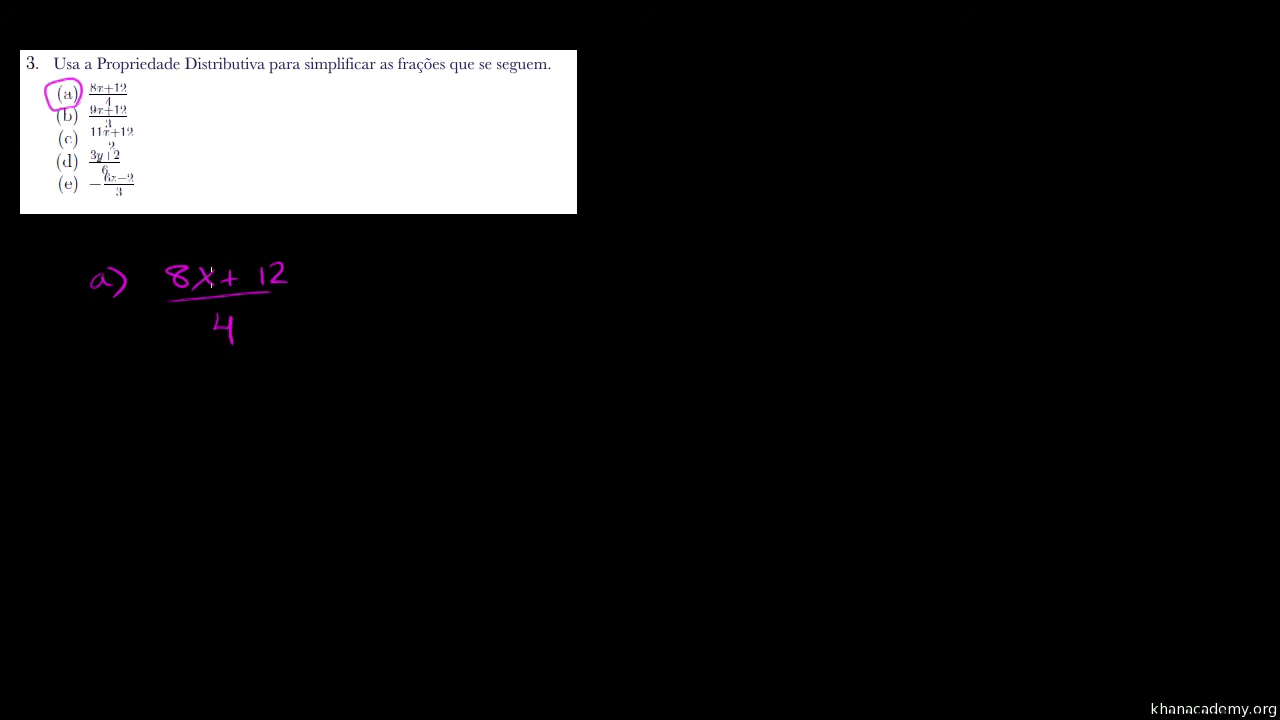 3. Usa a Propriedade Distributiva para simplificar as frações que se seguem.
(a) 8x+12
4
(b) 9x+12
3
(c) 11x+12
2
(d) 3y+2
6
(e) − 6z−2
3
a) 8x + 12
4
khanacademy.org